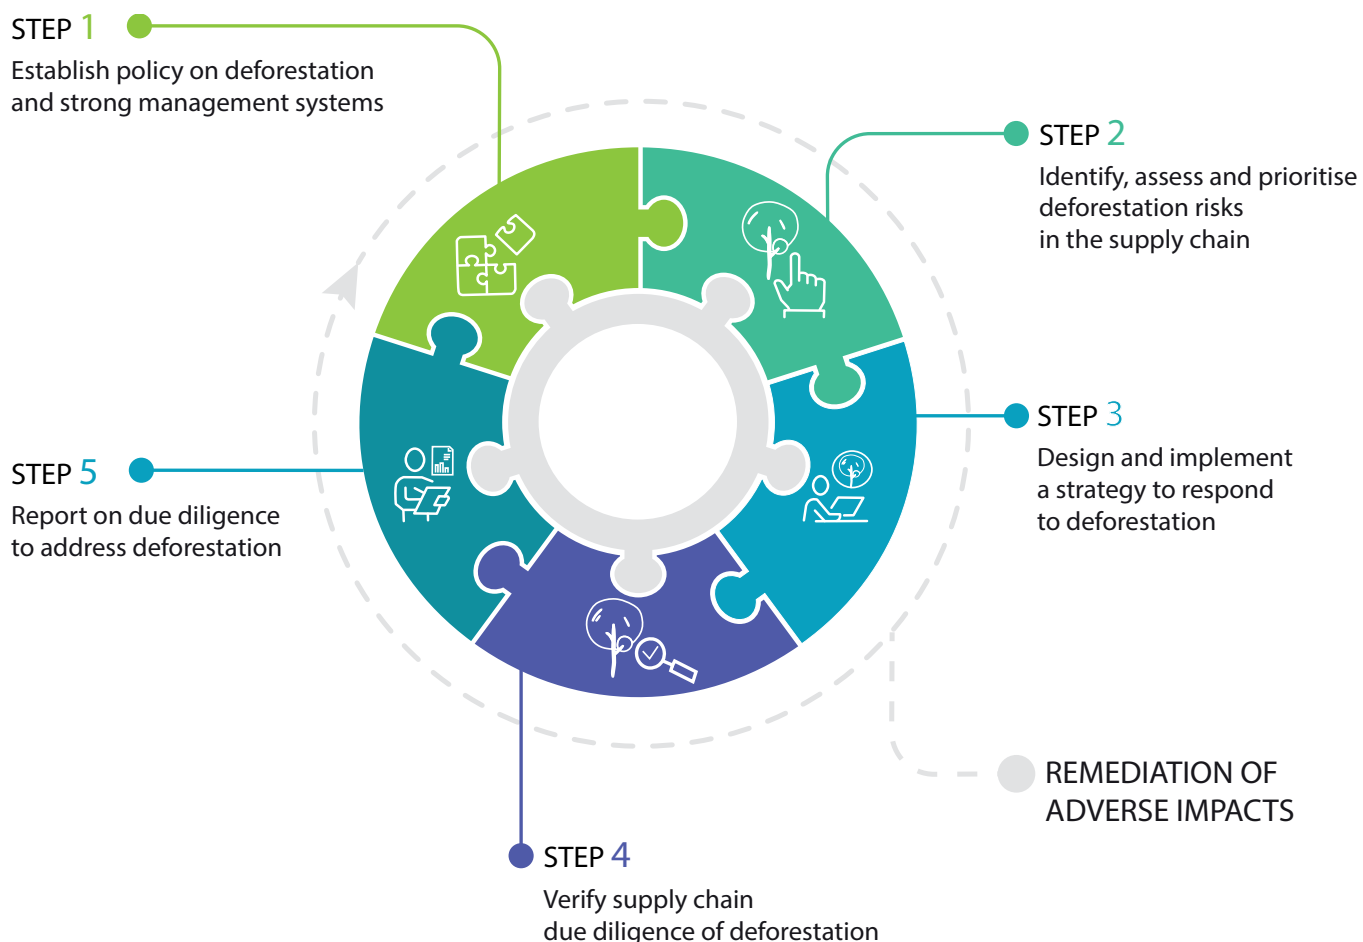 STEP 1
Establish policy on deforestation
and strong management systems
STEP 2
Identify, assess and prioritise
deforestation risks
in the supply chain
STEP 3
Design and implement
a strategy to respond
to deforestation
STEP 4
Verify supply chain
due diligence of deforestation
STEP 5
Report on due diligence
to address deforestation
REMEDIATION OF
ADVERSE IMPACTS